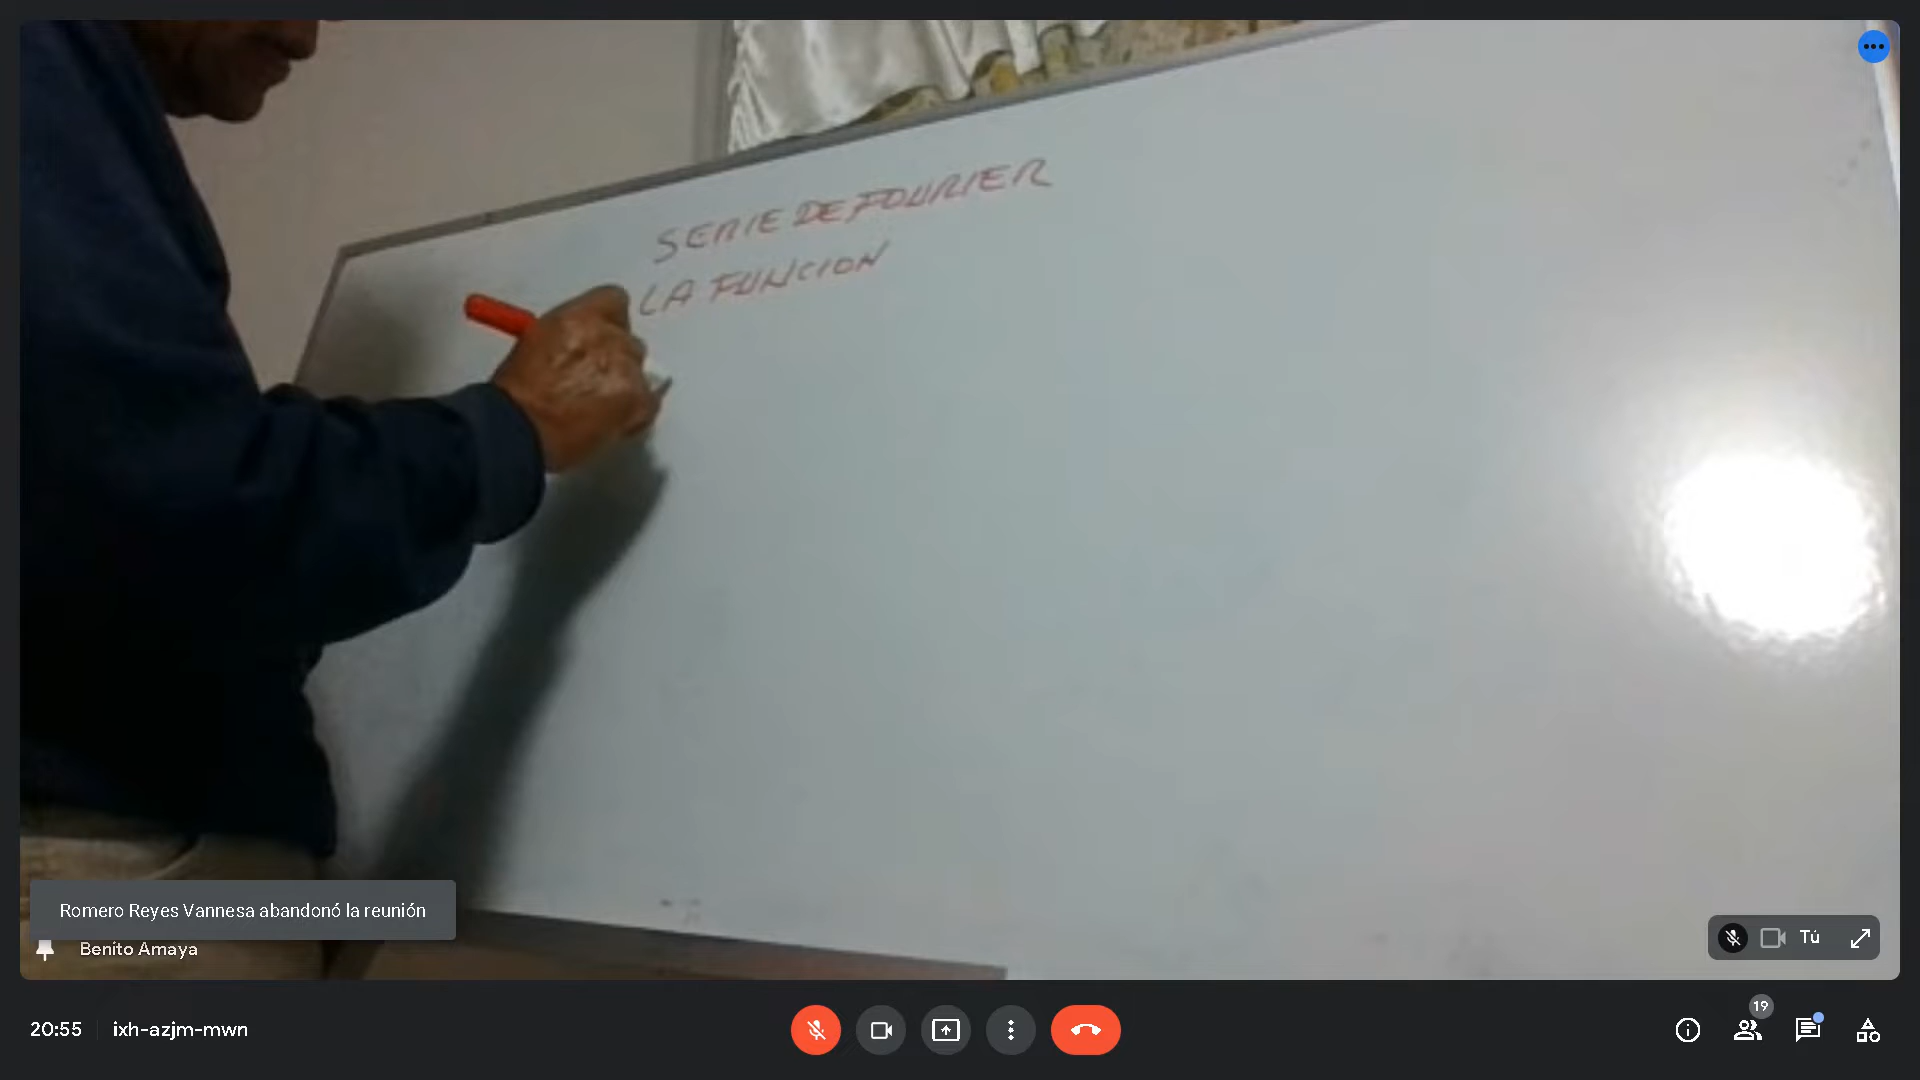 SERIE DE FOURIER
LA FUNCION
Romero Reyes Vannesa abandonó la reunión
Benito Amaya
Tú
20:55
ixh-azjm-mwn
19